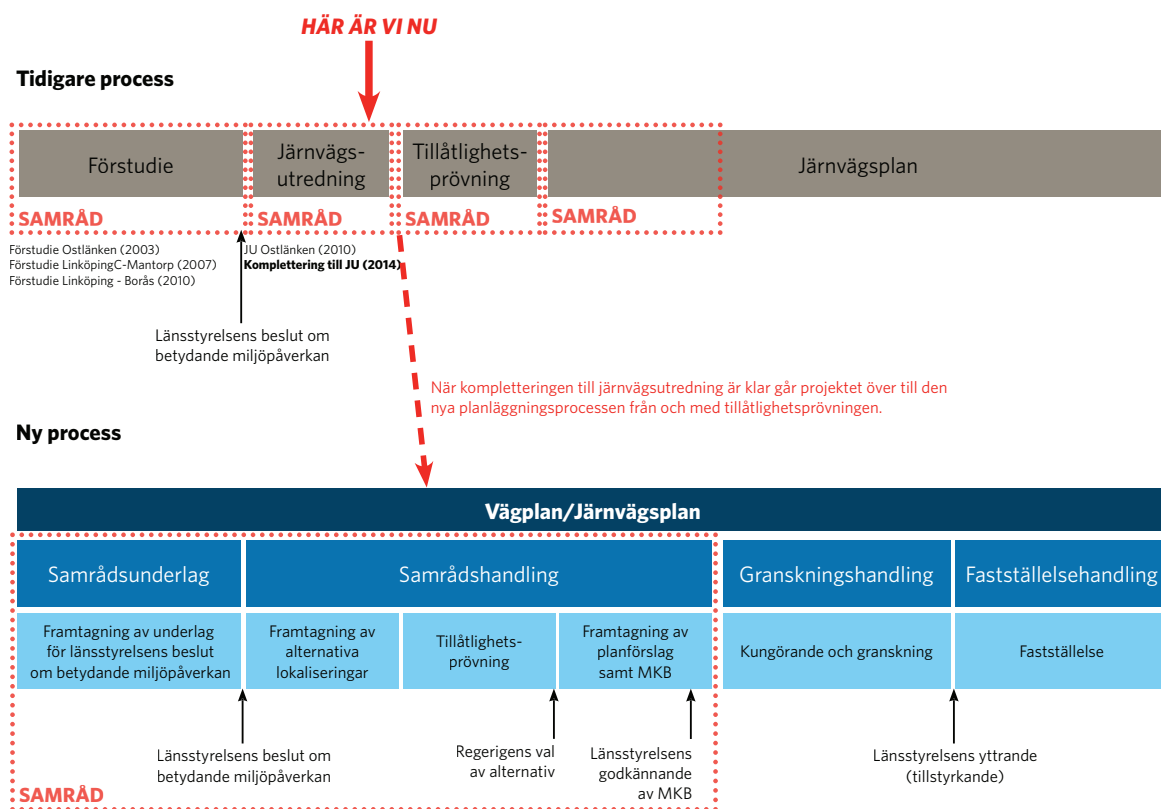 HÄR ÄR VI NU
Tidigare process
Förstudie
Järnvägs-
utredning
Tillåtlighets-
prövning
Järnvägsplan
SAMRÅD
SAMRÅD
SAMRÅD
SAMRÅD
Förstudie Ostlänken (2003)
Förstudie LinköpingC-Mantorp (2007)
Förstudie Linköping - Borås (2010)
JU Ostlänken (2010)
Komplettering till JU (2014)
Länsstyrelsens beslut om
betydande miljöpåverkan
När kompletteringen till järnvägsutredning är klar går projektet över till den
nya planläggningsprocessen från och med tillåtlighetsprövningen.
Ny process
Vägplan/Järnvägsplan
Samrådsunderlag
Samrådshandling
Granskningshandling
Fastställelsehandling
Framtagning av underlag
för länsstyrelsens beslut
om betydande miljöpåverkan
Framtagning av
alternativa
lokaliseringar
Tillåtlighets-
prövning
Framtagning av
planförslag
samt MKB
Kungörande och granskning
Fastställelse
Länsstyrelsens beslut om
betydande miljöpåverkan
Regerigens val
av alternativ
Länsstyrelsens
godkännande
av MKB
Länsstyrelsens yttrande
(tillstyrkande)
SAMRÅD